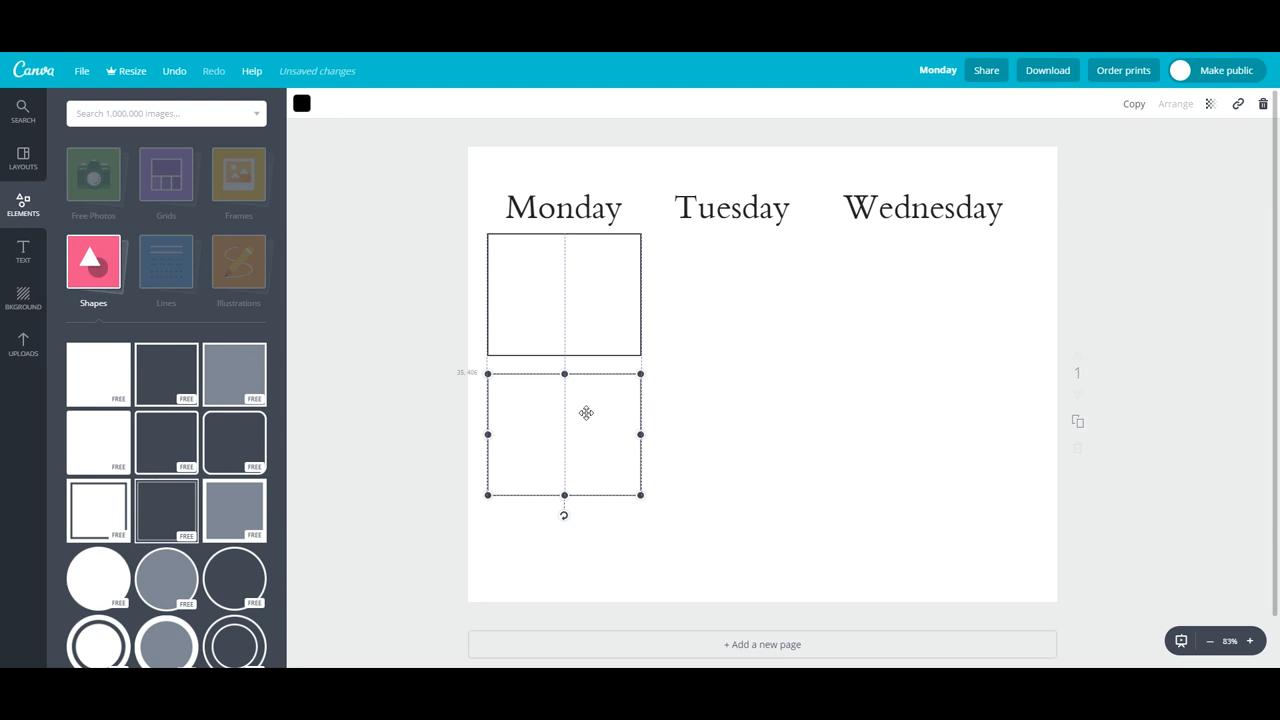 Canva File Resize Undo Redo Help Unsaved changes Monday Share Download Order prints Make public
Search 1,000,000 images...
Copy Arrange
SEARCH
LAYOUTS
ELEMENTS
TEXT
BKGROUND
UPLOADS
Free Photos Grids Frames
Shapes Lines Illustrations
FREE FREE FREE
FREE FREE FREE
FREE FREE FREE
FREE FREE FREE
Monday Tuesday Wednesday
35, 406
1
+ Add a new page
83%